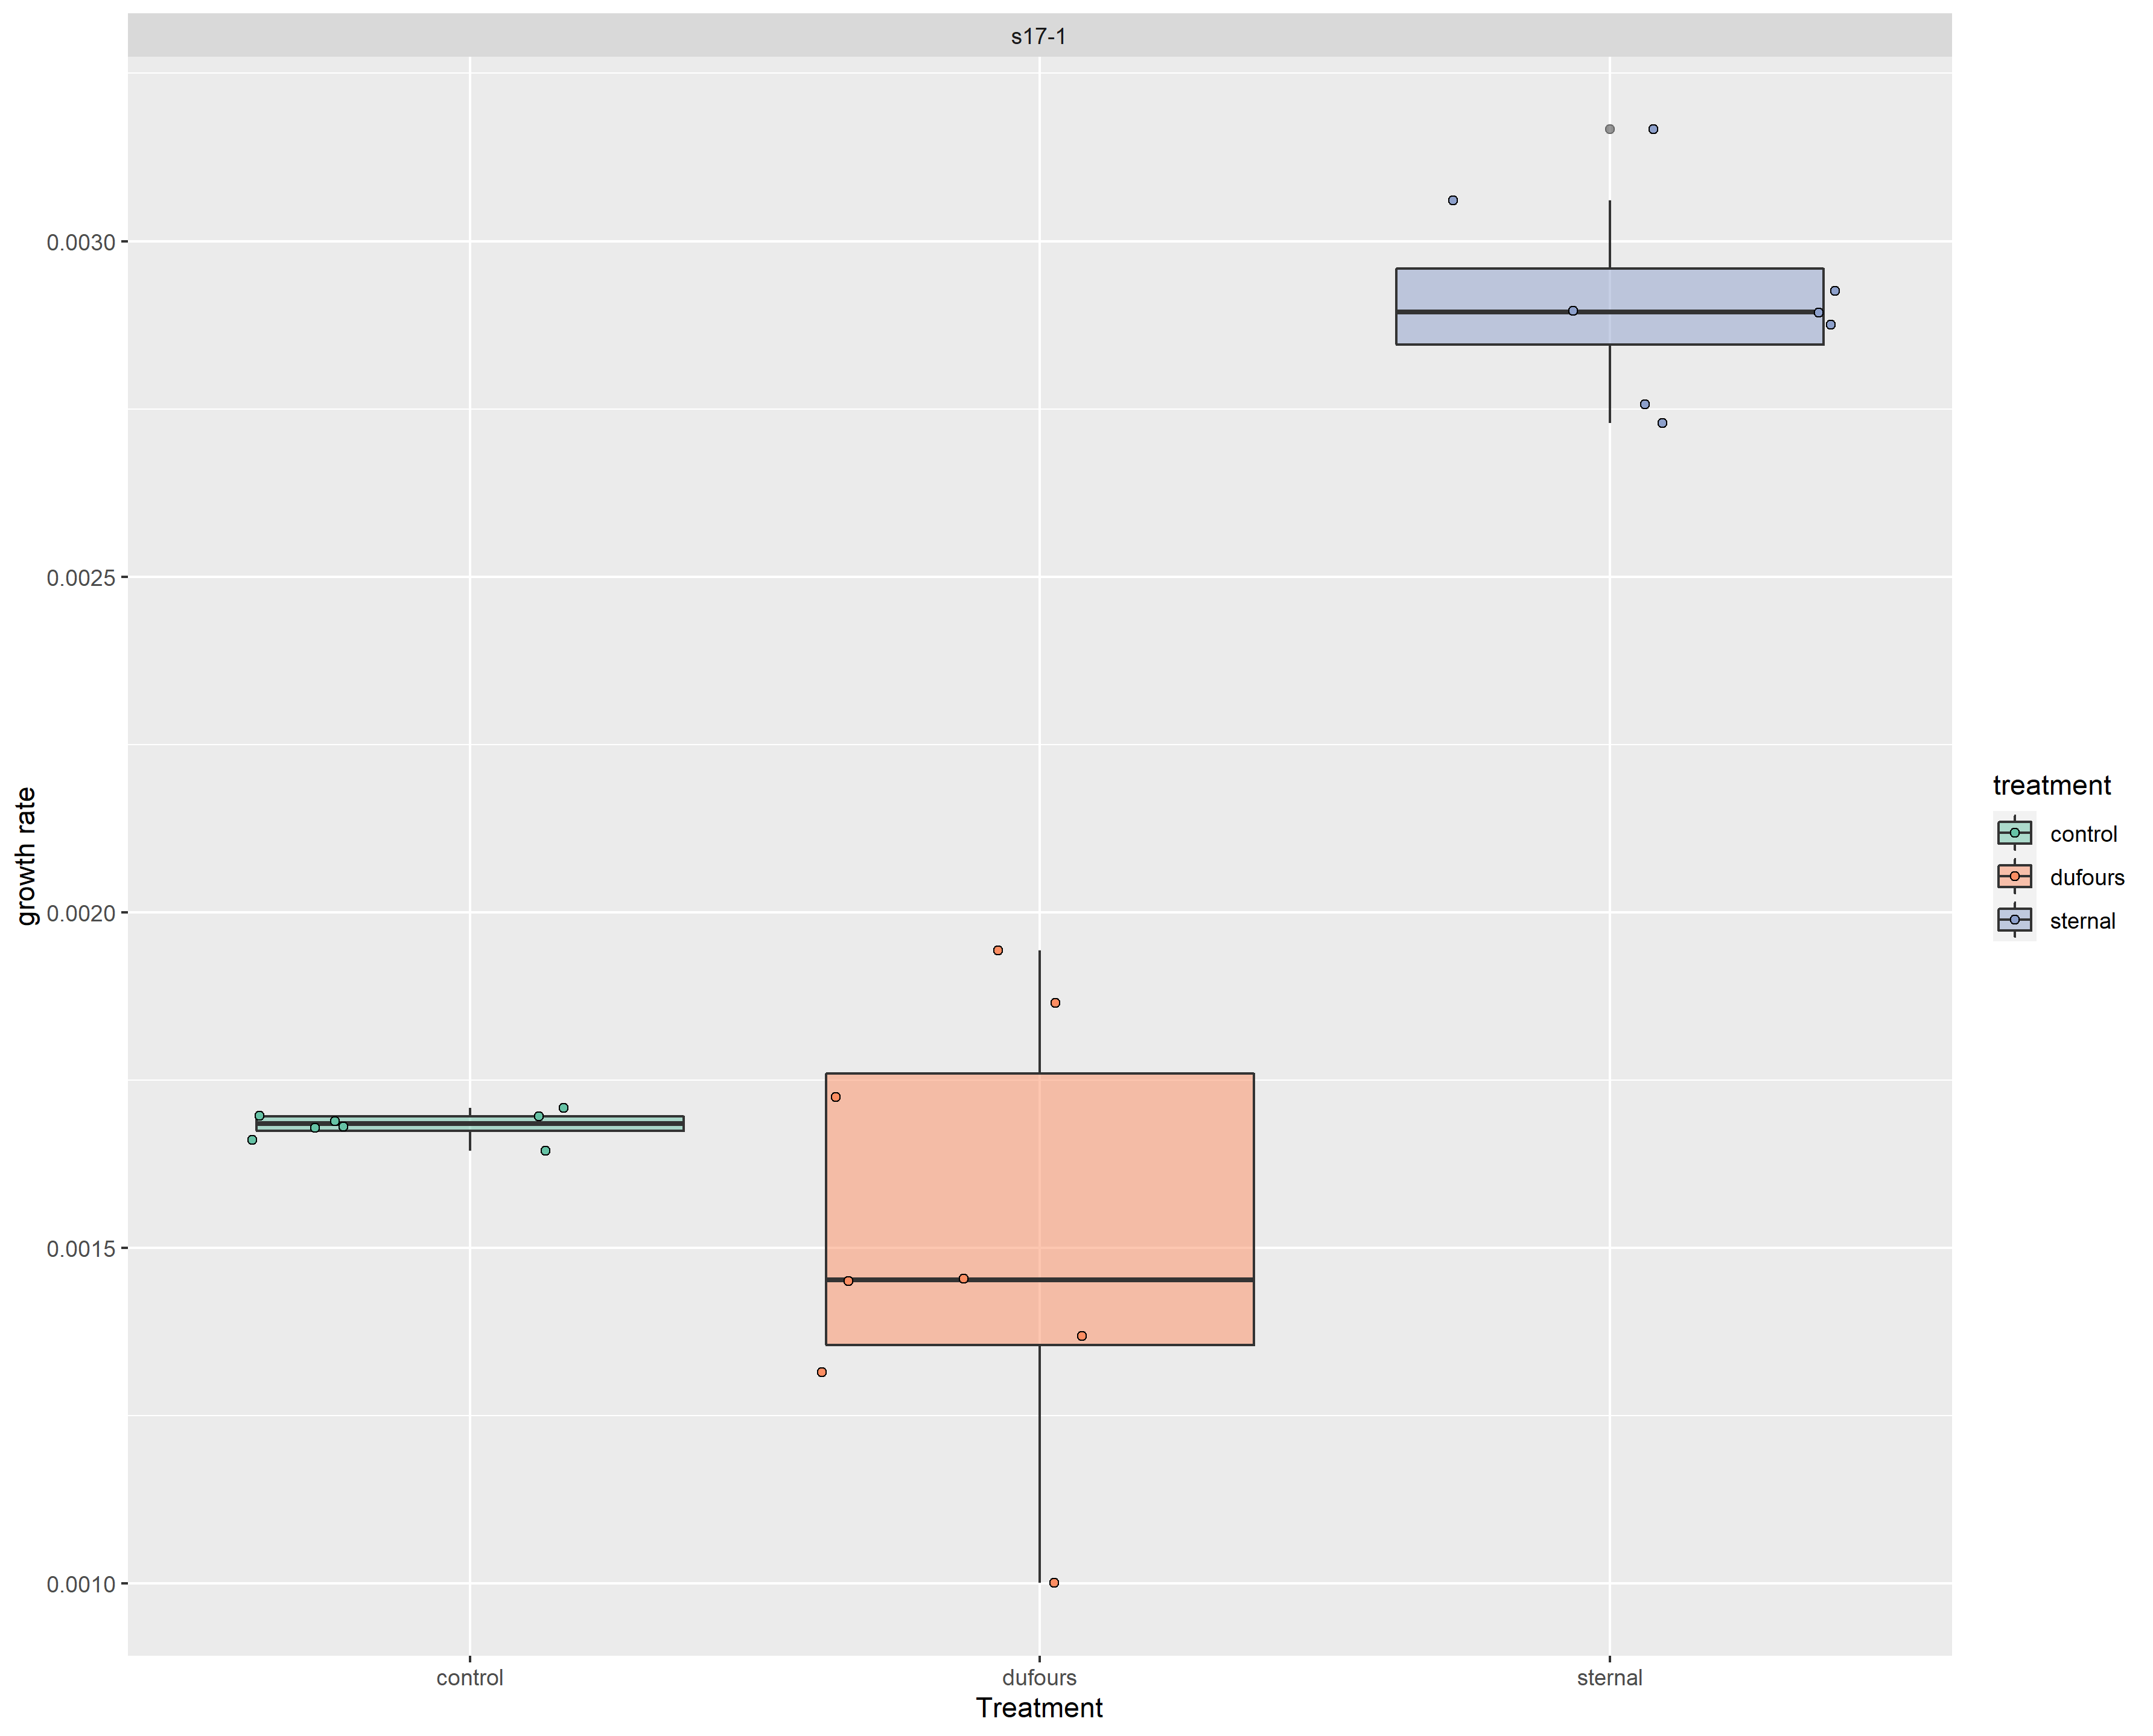 s17-1
0.0030
0.0025
0.0020
0.0015
0.0010
growth rate
control
dufours
sternal
Treatment
treatment
control
dufours
sternal